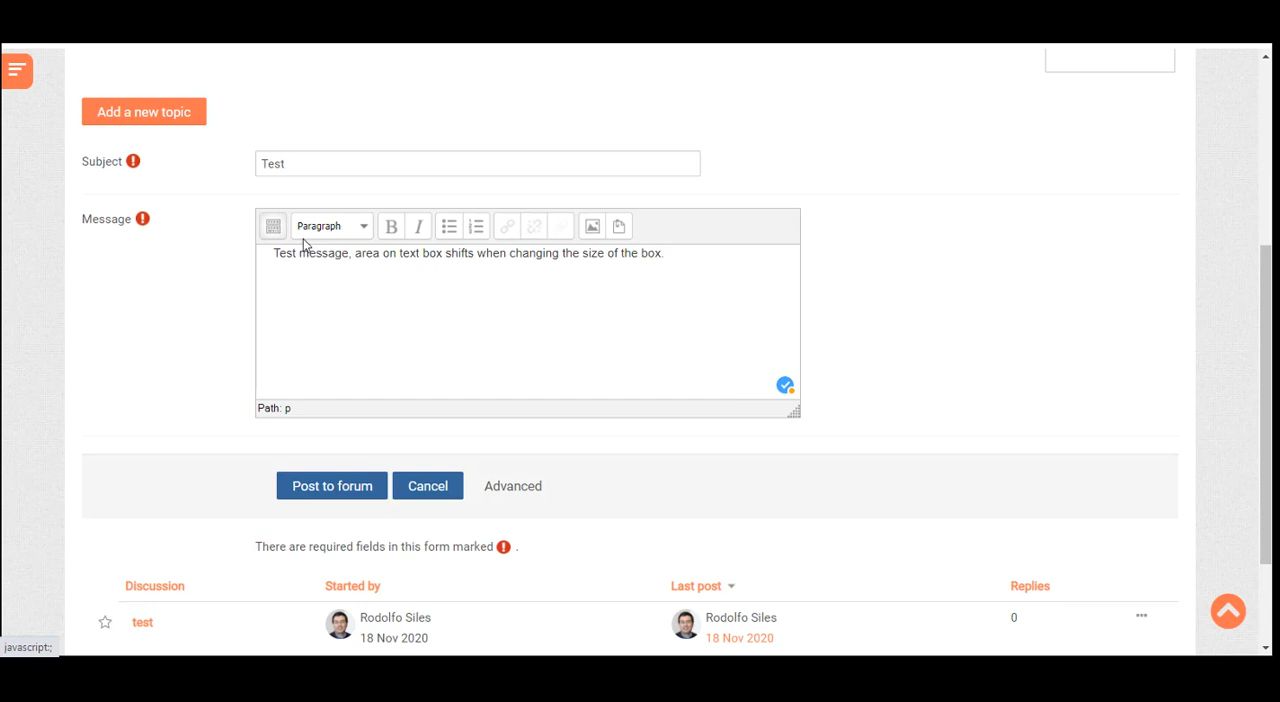 Add a new topic
Subject
Test
Message
Paragraph B I
Test message, area on text box shifts when changing the size of the box.
Path: p
Post to forum Cancel Advanced
There are required fields in this form marked .
Discussion Started by Last post Replies
test Rodolfo Siles Rodolfo Siles 0
18 Nov 2020 18 Nov 2020
javascript:;